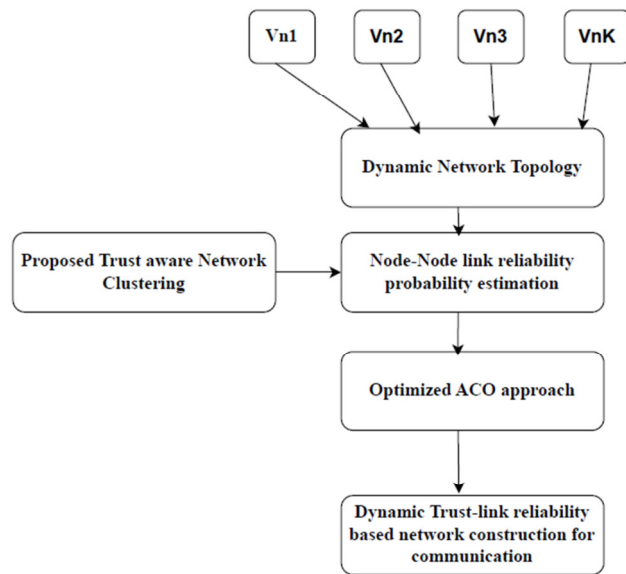 Vn1
Vn2
Vn3
VnK
Dynamic Network Topology
Proposed Trust aware Network
Clustering
Node-Node link reliability
probability estimation
Optimized ACO approach
Dynamic Trust-link reliability
based network construction for
communication